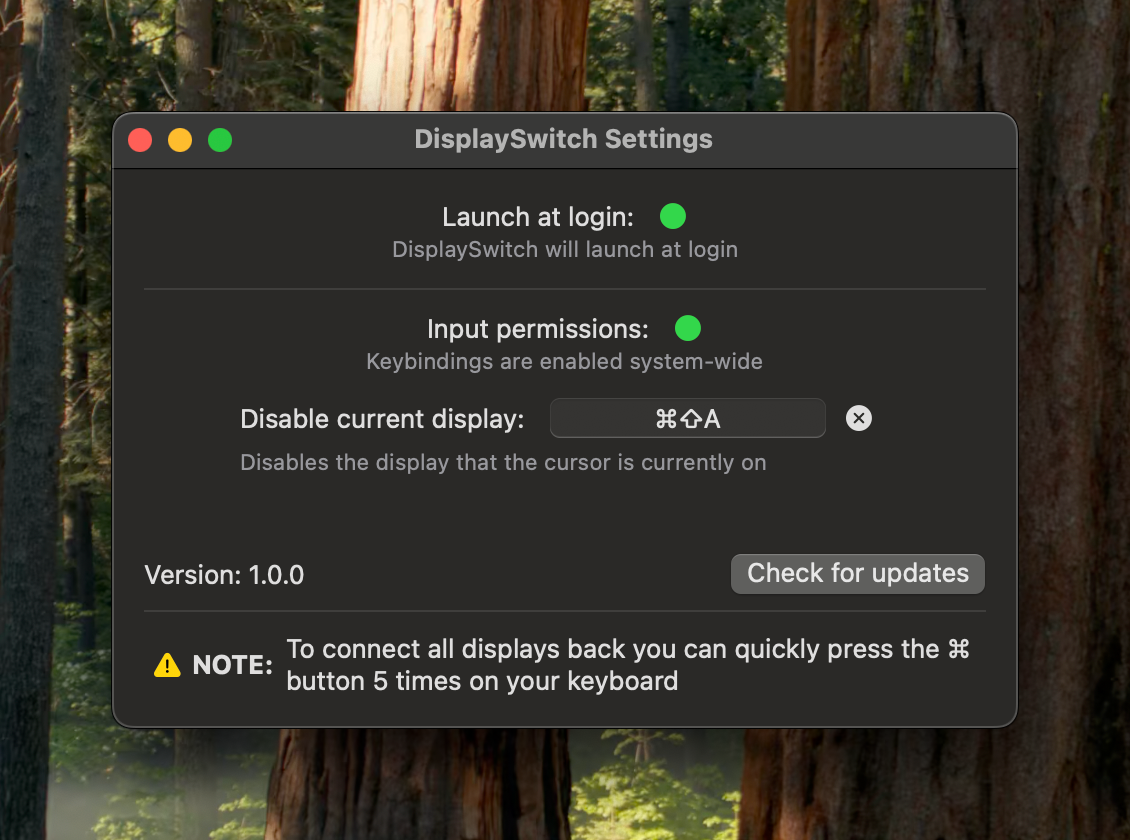 DisplaySwitch Settings
Launch at login:
DisplaySwitch will launch at login
Input permissions:
Keybindings are enabled system-wide
Disable current display: ⌘⇧A
Disables the display that the cursor is currently on
Version: 1.0.0 Check for updates
NOTE: To connect all displays back you can quickly press the ⌘
button 5 times on your keyboard